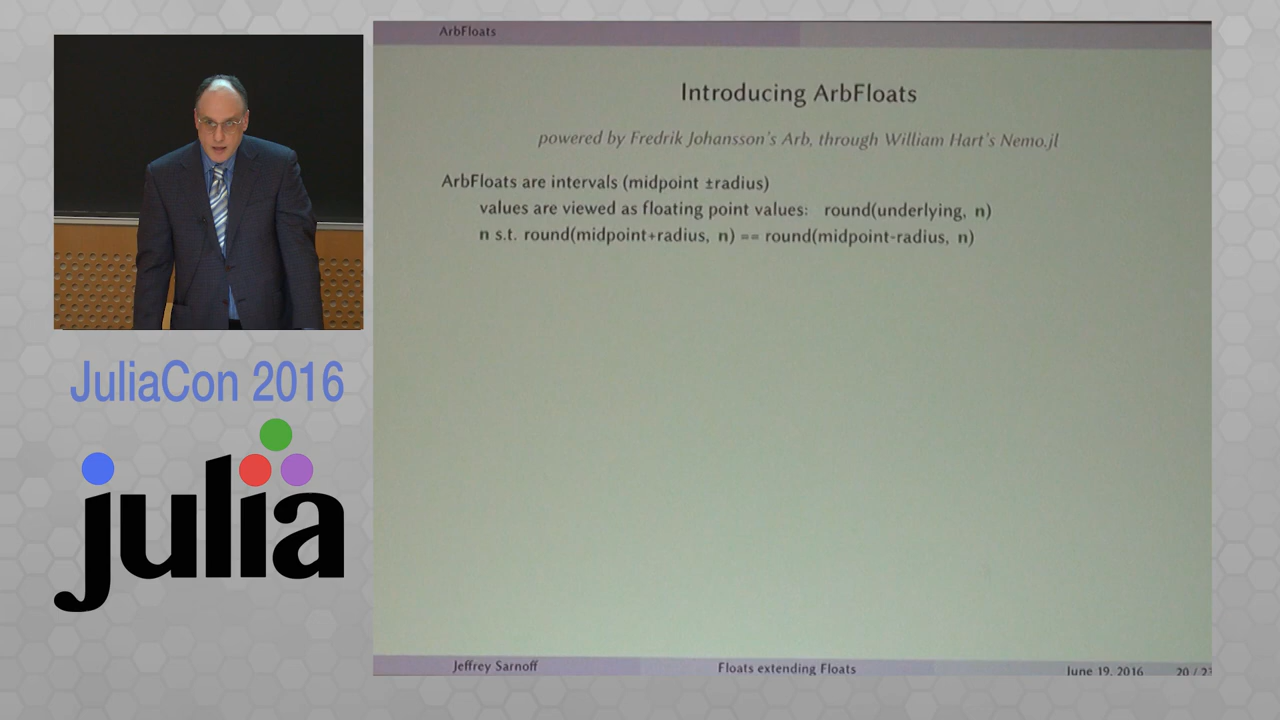 ArbFloats
Introducing ArbFloats
powered by Fredrik Johansson's Arb, through William Hart's Nemo.jl
ArbFloats are intervals (midpoint ±radius)
values are viewed as floating point values: round(underlying, n)
n s.t. round(midpoint+radius, n) == round(midpoint-radius, n)
JuliaCon 2016
julia
Jeffrey Sarnoff
Floats extending Floats
June 19, 2016
20 / 23